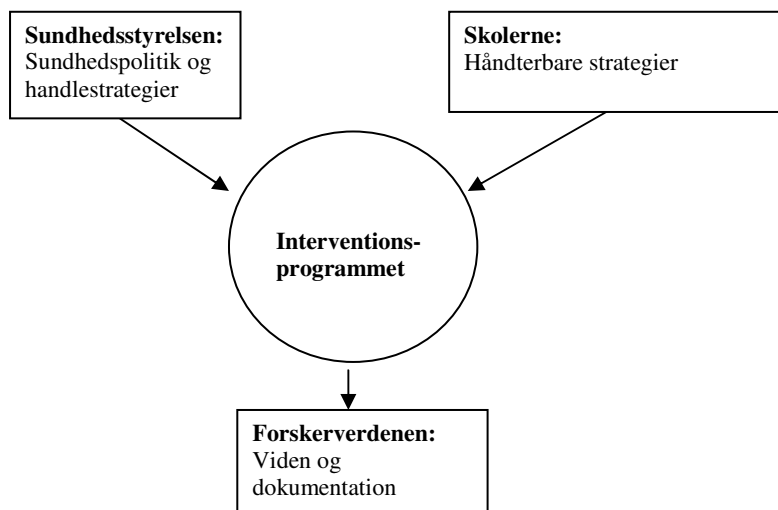 Sundhedsstyrelsen:
Sundhedspolitik og
handlestrategier
Skolerne:
Håndterbare strategier
Interventions-
programmet
Forskerverdenen:
Viden og
dokumentation